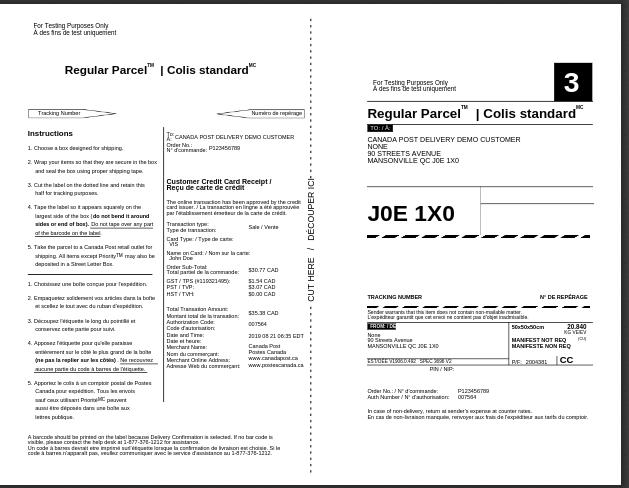 For Testing Purposes Only
A des fins de test uniquement
Regular Parcel™ | Colis standardMC
Tracking Number
Numéro de repérage
Instructions
1. Choose a box designed for shipping.
2. Wrap your items so that they are secure in the box
and seal the box using proper shipping tape.
3. Cut the label on the dotted line and retain this
half for tracking purposes.
4. Tape the label so it appears squarely on the
largest side of the box (do not bend it around
sides or end of box). Do not tape over any part
of the barcode on the label.
5. Take the parcel to a Canada Post retail outlet for
shipping. All items except Priority™ may also be
deposited in a Street Letter Box.
1. Choisissez une boîte conçue pour l'expédition.
2. Empaquetez solidement vos articles dans la boîte
et scellez le tout avec du ruban d'expédition.
3. Découpez l'étiquette le long du pointillé et
conservez cette partie pour suivi.
4. Apposez l'étiquette pour qu'elle paraisse
entièrement sur le côté le plus grand de la boîte
(ne pas la replier sur les côtés). Ne recouvrez
aucune partie du code à barres de l'étiquette.
5. Apportez le colis à un comptoir postal de Postes
Canada pour expédition. Tous les envois
sauf ceux utilisant PrioritéMC peuvent
aussi être déposés dans une boîte aux
lettres publique.
To:
À: CANADA POST DELIVERY DEMO CUSTOMER
Order No.:
N° d'commande: P123456789
Customer Credit Card Receipt /
Reçu de carte de crédit
The online transaction has been approved by the credit
card issuer. / La transaction en ligne a été approuvée
par l'établissement émetteur de la carte de crédit.
Transaction type:
Type de transaction: Sale / Vente
Card Type: / Type de carte:
VIS
Name on Card: / Nom sur la carte:
John Doe
Order Sub-Total:
Total partiel de la commande: $30.77 CAD
GST / TPS (#119321495): $1.54 CAD
PST / TVP: $3.07 CAD
HST / TVH: $0.00 CAD
Total Transaction Amount:
Montant total de la transaction: $35.38 CAD
Authorization Code:
Code d'autorisation: 007564
Date and Time: 2019 08 21 06:35 EDT
Date et heure:
Merchant Name: Canada Post
Nom du commerçant: Postes Canada
Merchant Online Address: www.canadapost.ca
Adresse Web du commerçant: www.postescanada.ca
A barcode should be printed on the label because Delivery Confirmation is selected. If no bar code is
visible, please contact the help desk at 1-877-376-1212 for assistance.
Un code à barres devrait etre imprimé sur l'étiquette lorsque la confirmation de livraison est choisie. Si le
code à barres n'apparaît pas, veuillez communiquer avec le service d'assistance au 1-877-376-1212.
CUT HERE / DÉCOUPER ICI
For Testing Purposes Only
A des fins de test uniquement
3
Regular Parcel™ | Colis standardMC
TO: / À:
CANADA POST DELIVERY DEMO CUSTOMER
NONE
90 STREETS AVENUE
MANSONVILLE QC J0E 1X0
J0E 1X0
TRACKING NUMBER
N° DE REPÉRAGE
Sender warrants that this item does not contain non-mailable matter.
L'expéditeur garantit que cet envoi ne contient pas d'objet inadmissible.
FROM: / DE:
None
90 Streets Avenue
MANSONVILLE QC J0E 1X0
50x50x50cm
20.840
KG VE/EV
MANIFEST NOT REQ
MANIFESTE NON REQ
P/F: 2004381
CC
PIN / NIP:
Order No.: / N° d'commande: P123456789
Auth Number / N° d'authorisation: 007564
In case of non-delivery, return at sender's expense at counter rates.
En cas de non-livraison manquée, renvoyer aux frais de l'expéditeur aux tarifs du comptoir.